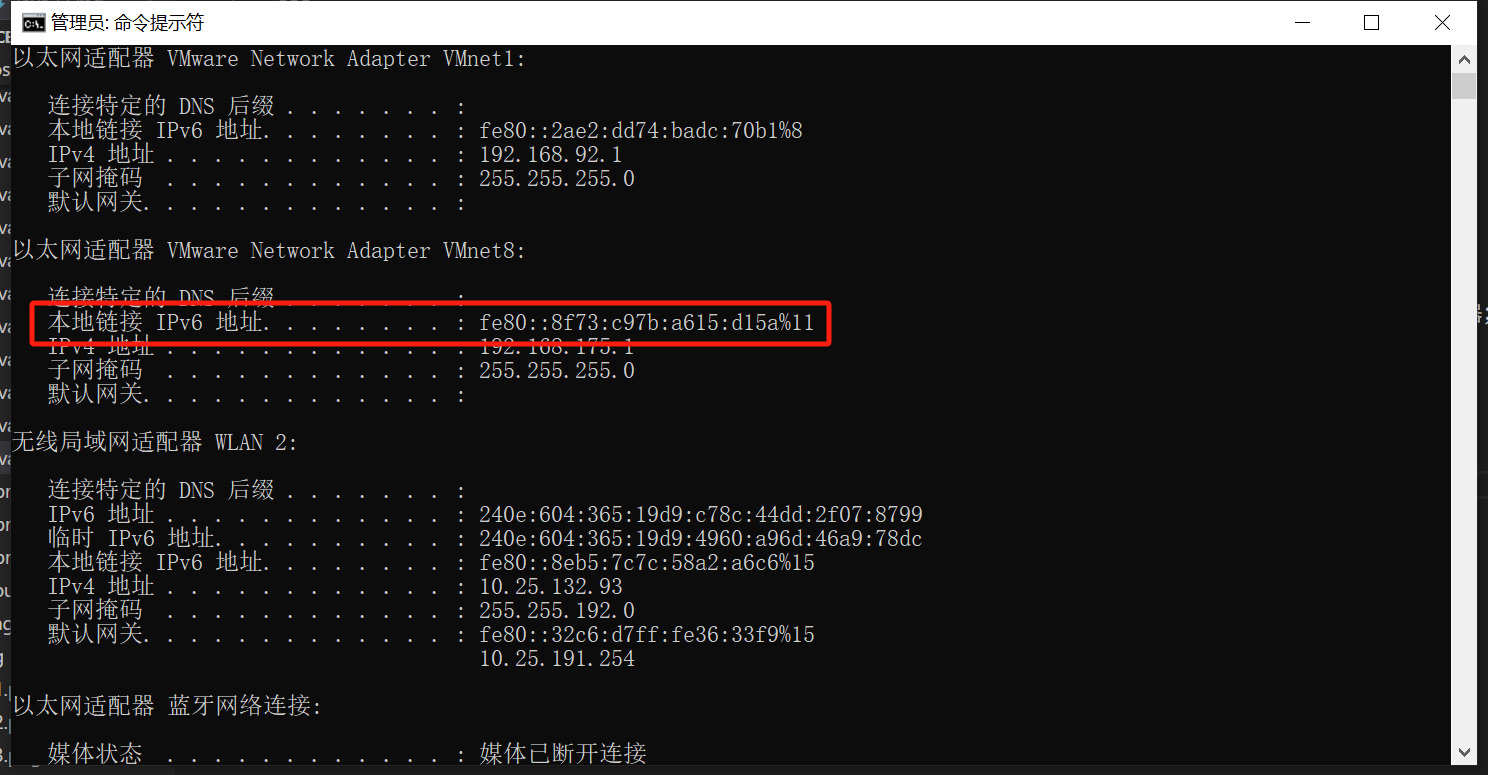 管理员: 命令提示符
以太网适配器 VMware Network Adapter VMnet1:
连接特定的 DNS 后缀 . . . . . . . :
本地链接 IPv6 地址. . . . . . . . : fe80::2ae2:dd74:badc:70b1%8
IPv4 地址 . . . . . . . . . . . . : 192.168.92.1
子网掩码  . . . . . . . . . . . . : 255.255.255.0
默认网关. . . . . . . . . . . . . :
以太网适配器 VMware Network Adapter VMnet8:
连接特定的 DNS 后缀 . . . . . . . :
本地链接 IPv6 地址. . . . . . . . : fe80::8f73:c97b:a615:d15a%11
IPv4 地址 . . . . . . . . . . . . : 192.168.175.1
子网掩码  . . . . . . . . . . . . : 255.255.255.0
默认网关. . . . . . . . . . . . . :
无线局域网适配器 WLAN 2:
连接特定的 DNS 后缀 . . . . . . . :
IPv6 地址 . . . . . . . . . . . . : 240e:604:365:19d9:c78c:44dd:2f07:8799
临时 IPv6 地址. . . . . . . . . . : 240e:604:365:19d9:4960:a96d:46a9:78dc
本地链接 IPv6 地址. . . . . . . . : fe80::8eb5:7c7c:58a2:a6c6%15
IPv4 地址 . . . . . . . . . . . . : 10.25.132.93
子网掩码  . . . . . . . . . . . . : 255.255.192.0
默认网关. . . . . . . . . . . . . : fe80::32c6:d7ff:fe36:33f9%15
10.25.191.254
以太网适配器 蓝牙网络连接:
媒体状态  . . . . . . . . . . . . : 媒体已断开连接